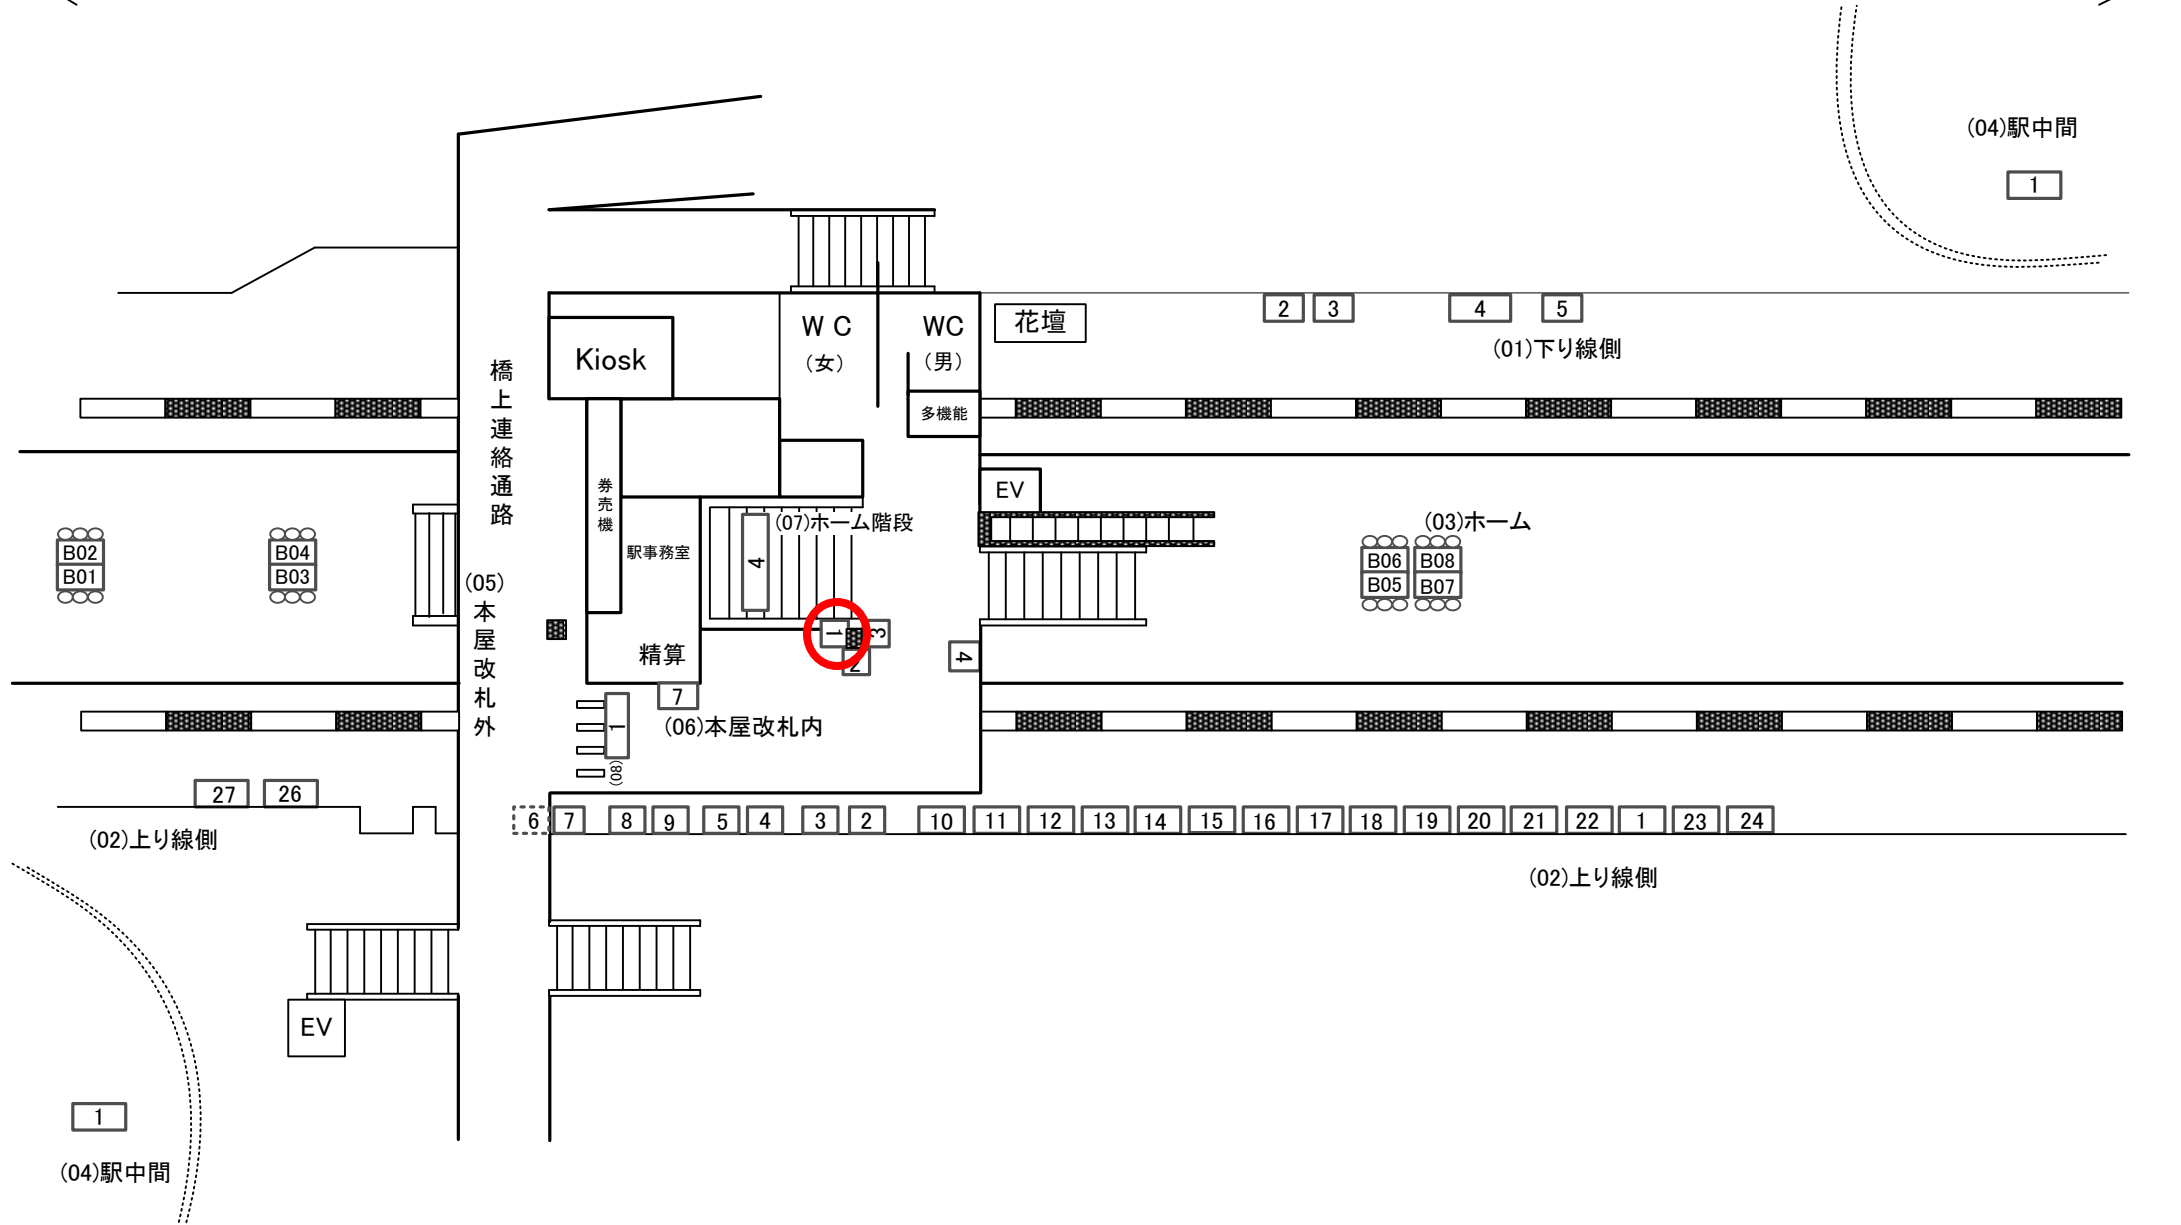 (04)駅中間
1
2
3
4
5
(01)下り線側
花壇
WC
(女)
WC
(男)
多機能
Kiosk
橋上連絡通路
券売機
駅事務室
精算
(07)ホーム階段
4
EV
(03)ホーム
B02
B01
B04
B03
B06
B05
B08
B07
(05)本屋改札外
1
3
2
4
7
(06)本屋改札内
1
(08)
27
26
(02)上り線側
6
7
8
9
5
4
3
2
10
11
12
13
14
15
16
17
18
19
20
21
22
1
23
24
(02)上り線側
EV
1
(04)駅中間